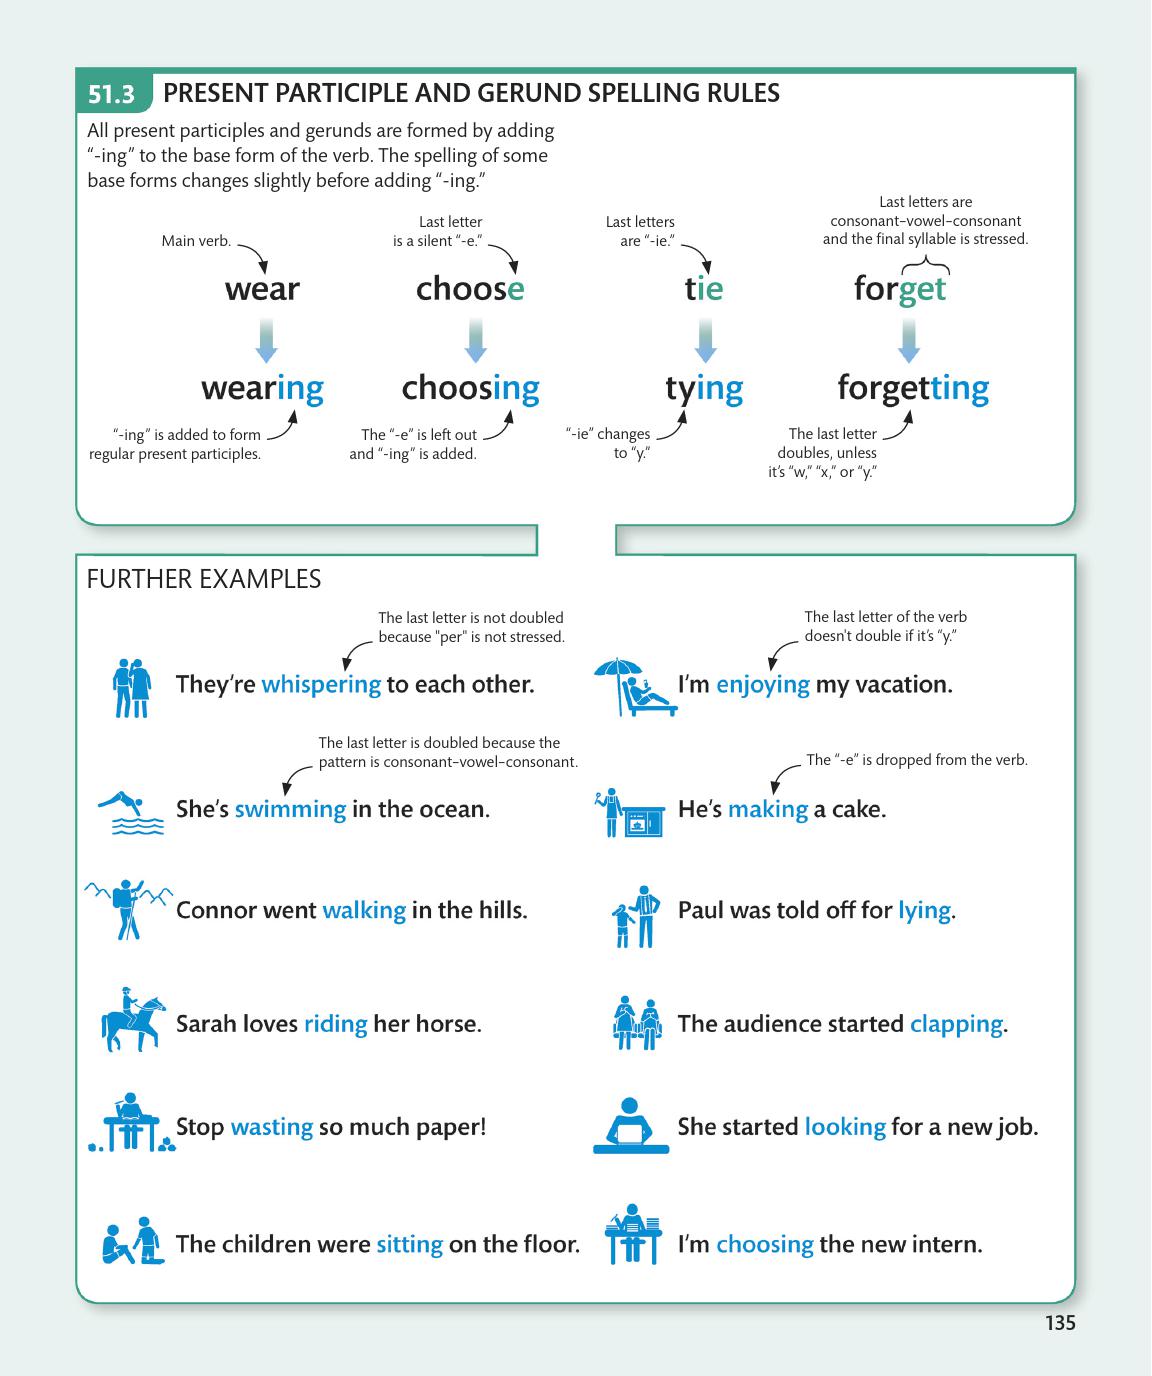 51.3 PRESENT PARTICIPLE AND GERUND SPELLING RULES
All present participles and gerunds are formed by adding
“-ing” to the base form of the verb. The spelling of some
base forms changes slightly before adding “-ing.”
Main verb.
wear
wearing
“-ing” is added to form
regular present participles.
Last letter
is a silent “-e.”
choose
choosing
The “-e” is left out
and “-ing” is added.
Last letters
are “-ie.”
tie
tying
“-ie” changes
to “y.”
Last letters are
consonant–vowel–consonant
and the final syllable is stressed.
forget
forgetting
The last letter
doubles, unless
it’s “w,” “x,” or “y.”
FURTHER EXAMPLES
The last letter is not doubled
because "per" is not stressed.
They’re whispering to each other.
The last letter of the verb
doesn't double if it’s “y.”
I’m enjoying my vacation.
The last letter is doubled because the
pattern is consonant–vowel–consonant.
She’s swimming in the ocean.
The “-e” is dropped from the verb.
He’s making a cake.
Connor went walking in the hills.
Paul was told off for lying.
Sarah loves riding her horse.
The audience started clapping.
Stop wasting so much paper!
She started looking for a new job.
The children were sitting on the floor.
I’m choosing the new intern.
135